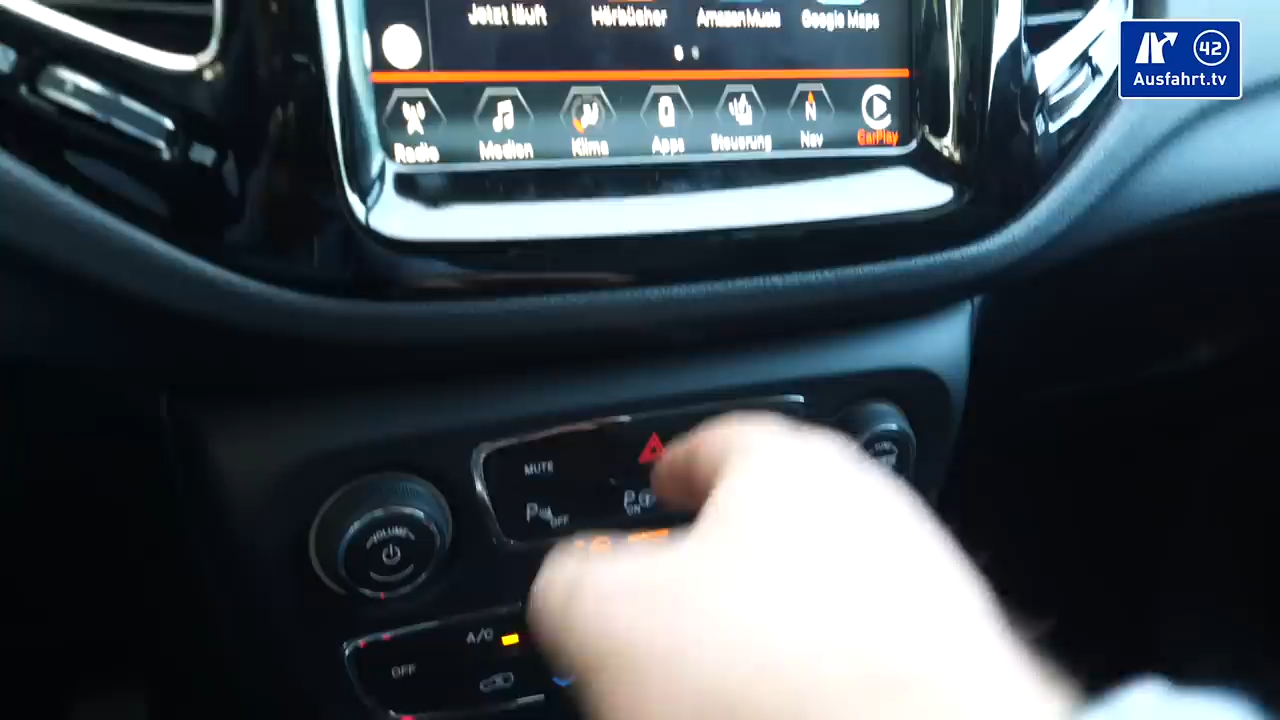 Jetzt läuft
Hörbücher
Amazon Music
Google Maps
42
Ausfahrt.tv
Radio
Medien
Klima
Apps
Steuerung
Nav
CarPlay
MUTE
P OFF
P ON
VOLUME
A/C
OFF